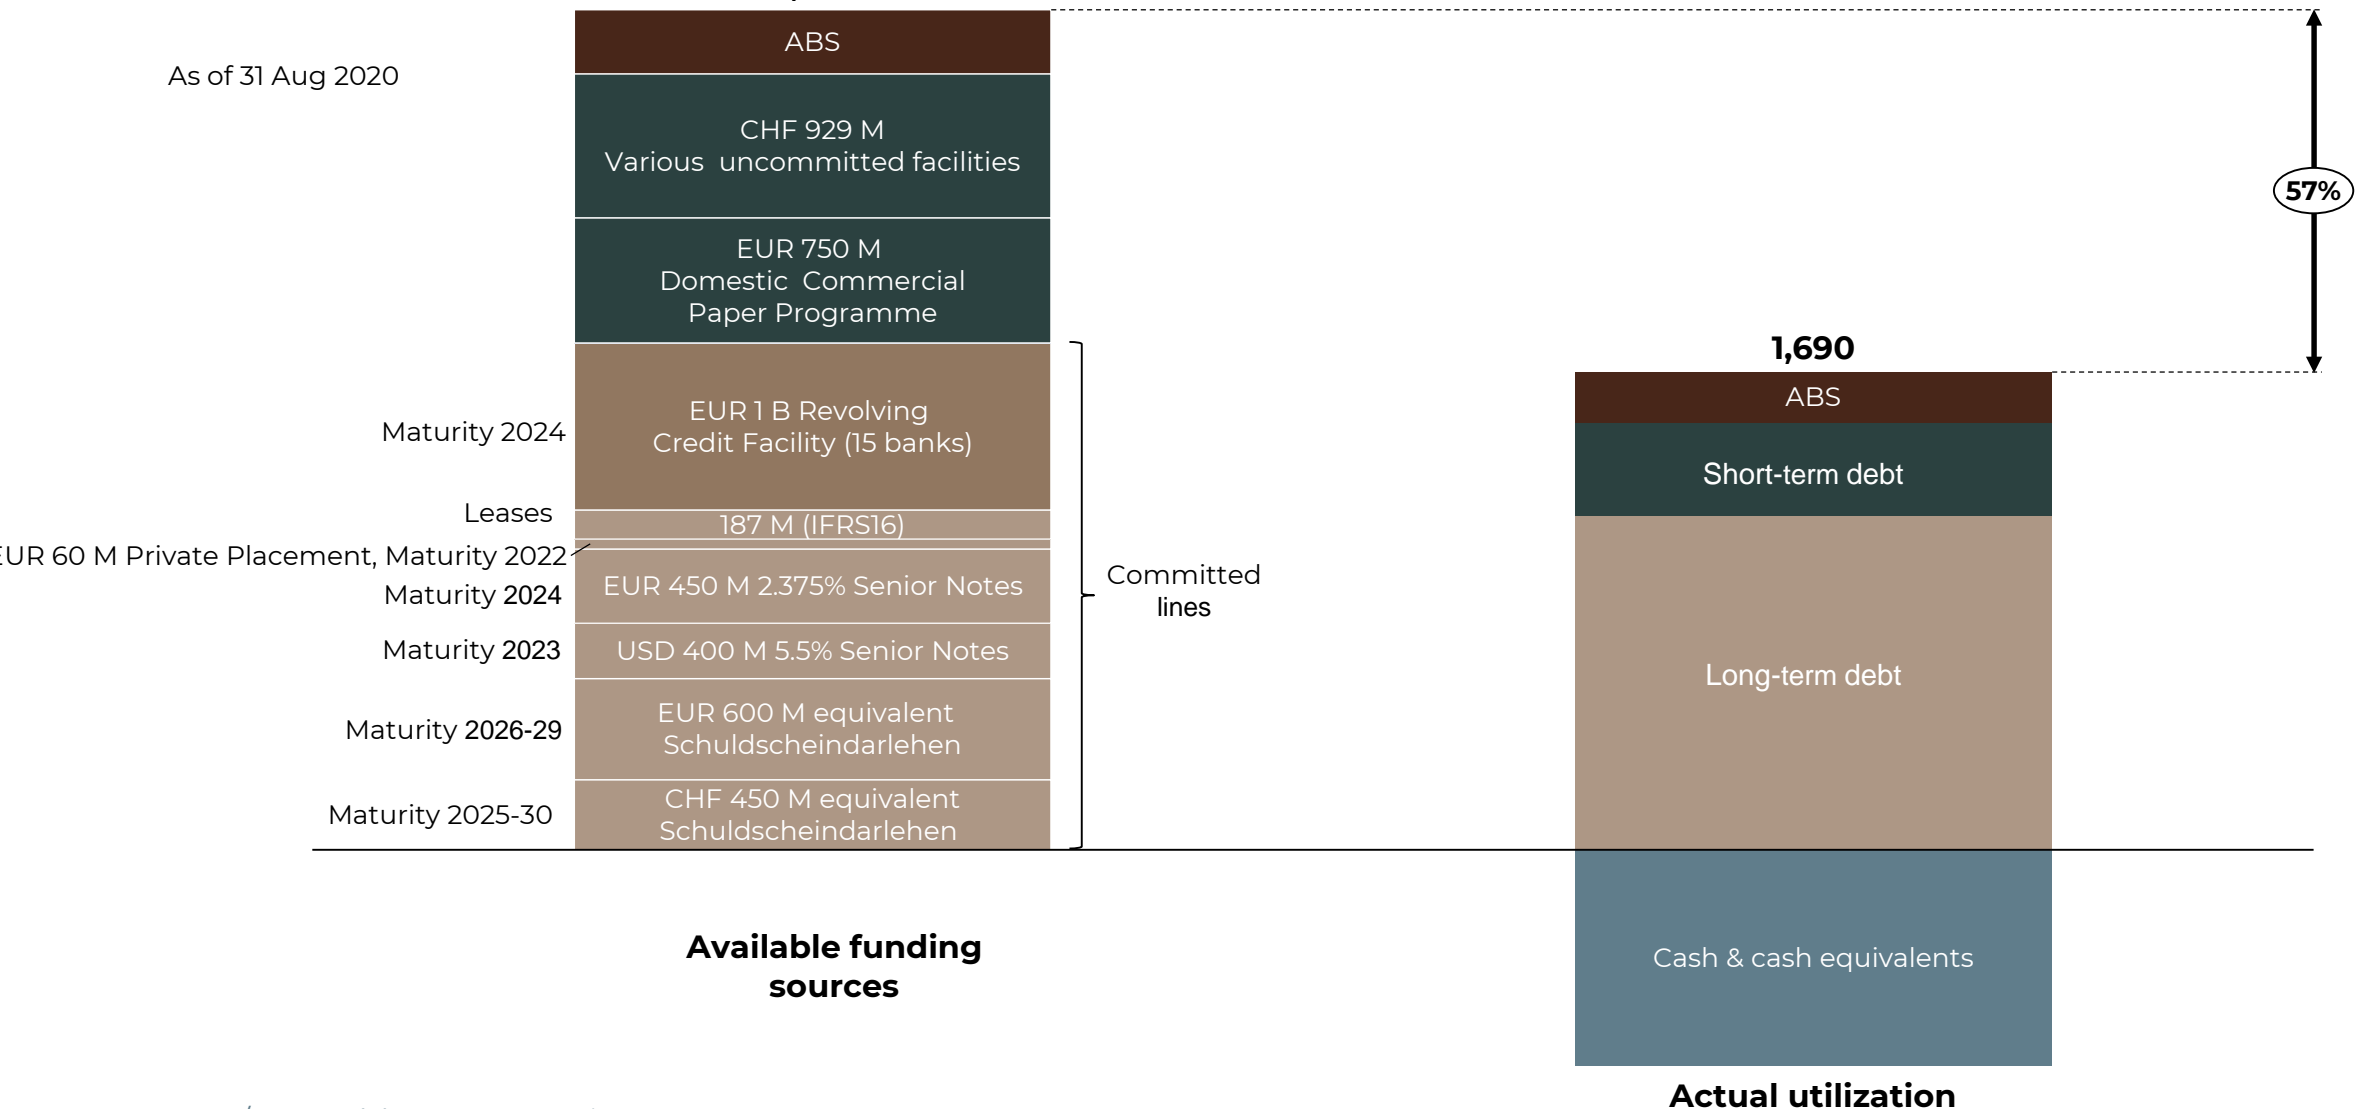 As of 31 Aug 2020
ABS
CHF 929 M
Various uncommitted facilities
EUR 750 M
Domestic Commercial
Paper Programme
Maturity 2024
EUR 1 B Revolving
Credit Facility (15 banks)
Leases
187 M (IFRS16)
EUR 60 M Private Placement, Maturity 2022
Maturity 2024
EUR 450 M 2.375% Senior Notes
Maturity 2023
USD 400 M 5.5% Senior Notes
Maturity 2026-29
EUR 600 M equivalent
Schuldscheindarlehen
Maturity 2025-30
CHF 450 M equivalent
Schuldscheindarlehen
Committed
lines
Available funding
sources
57%
1,690
ABS
Short-term debt
Long-term debt
Cash & cash equivalents
Actual utilization